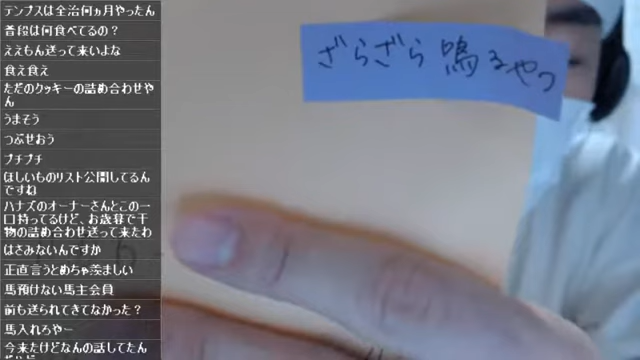 テンプスは全治何ヵ月やったん
普段は何食べてるの？
ええもん送って来いよな
食え食え
ただのクッキーの詰め合わせや
ん
うまそう
つぶせおう
プチプチ
ほしいものリスト公開してるん
ですね
ハナズのオーナーさんとこの一
口持ってるけど、お歳暮で干
物の詰め合わせ送って来たわ
はさみないんですか
正直言うとめちゃ羨ましい
馬預けない馬主会員
前も送られてきてなかった？
馬入れろやー
今来たけどなんの話してたん
ざらざら鳴るやつ